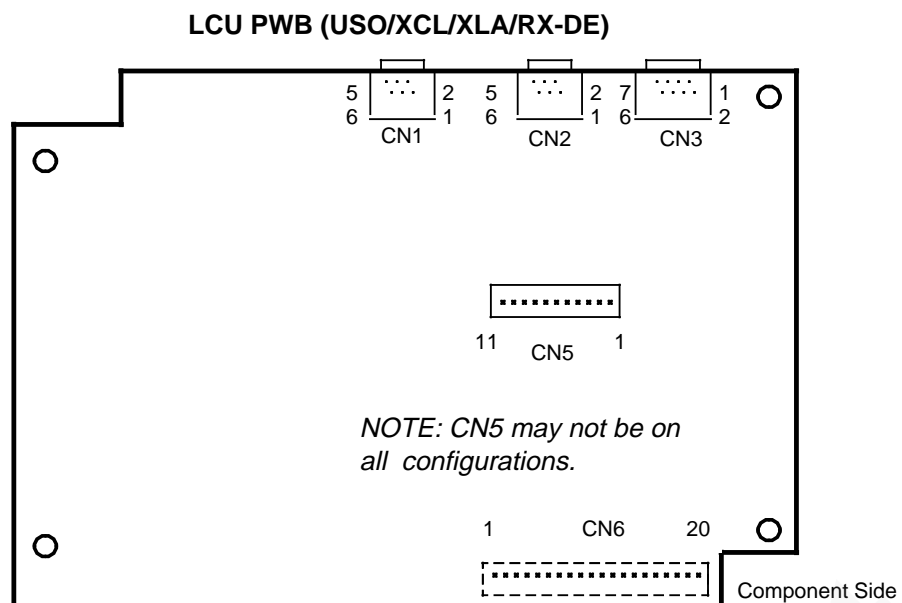 LCU PWB (USO/XCL/XLA/RX-DE)
5 2 5 2 7 1
6 1 6 1 6 2
CN1 CN2 CN3
11 1
CN5
NOTE: CN5 may not be on
all configurations.
1 CN6 20
Component Side